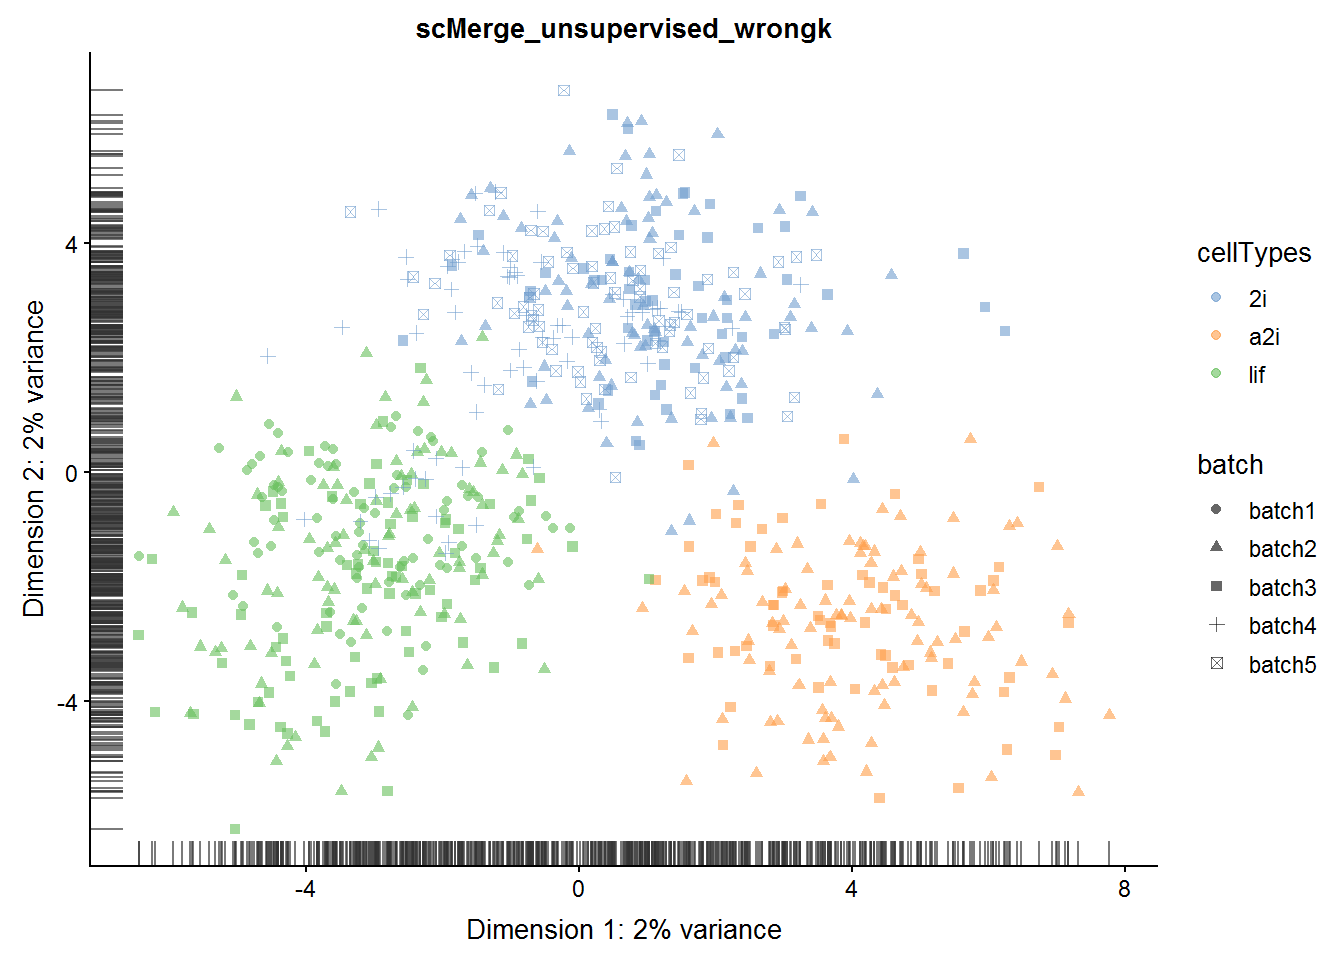 scMerge_unsupervised_wrongk
Dimension 2: 2% variance
4
0
-4
-4
0
4
8
Dimension 1: 2% variance
cellTypes
2i
a2i
lif
batch
batch1
batch2
batch3
batch4
batch5